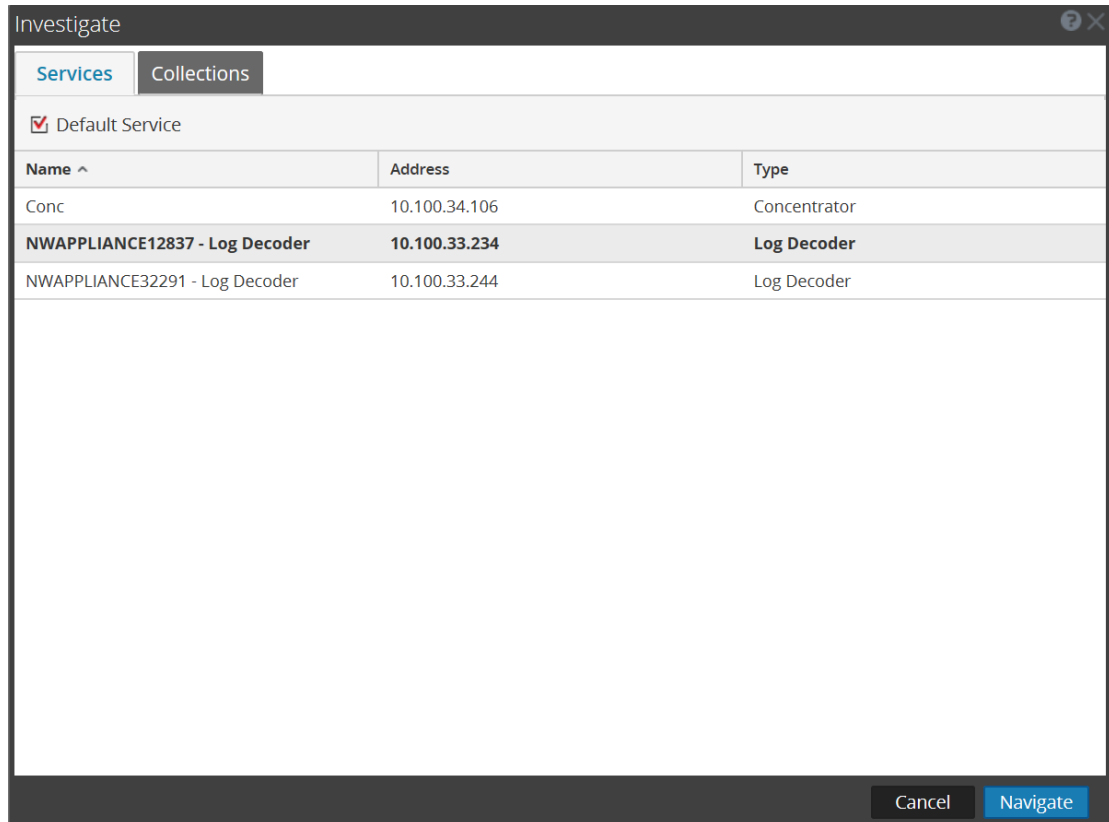 Investigate
Services Collections
Default Service
Name Address Type
Conc 10.100.34.106 Concentrator
NWAPPLIANCE12837 - Log Decoder 10.100.33.234 Log Decoder
NWAPPLIANCE32291 - Log Decoder 10.100.33.244 Log Decoder
Cancel Navigate